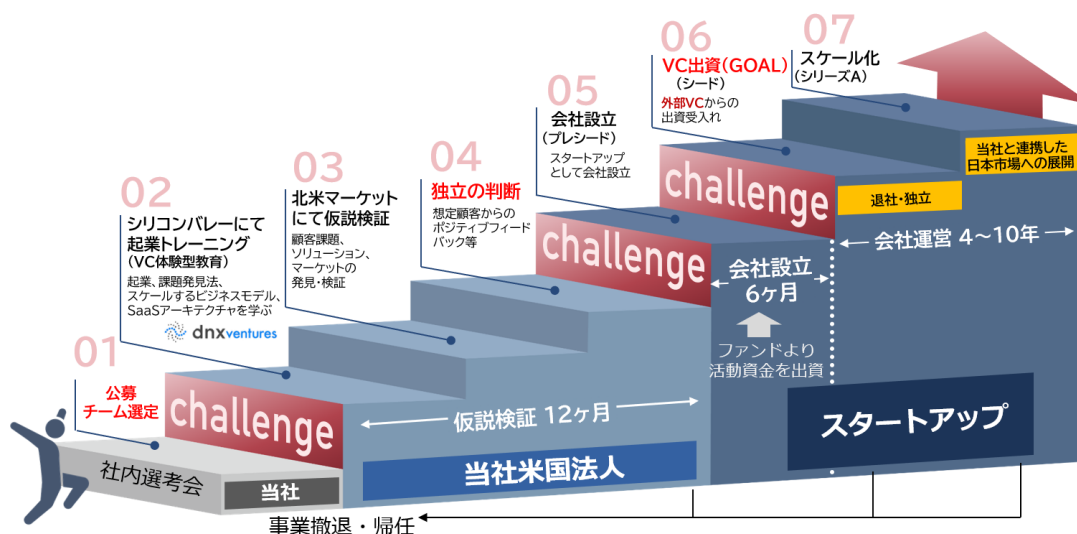 01
公募
チーム選定
02
シリコンバレーにて
起業トレーニング
(VC体験型教育)
起業、課題発見法、
スケールするビジネスモデル、
SaaSアーキテクチャを学ぶ
dnxventures
03
北米マーケット
にて仮説検証
顧客課題、
ソリューション、
マーケットの
発見・検証
04
独立の判断
想定顧客からの
ポジティブフィード
バック等
05
会社設立
(プレシード)
スタートアップ
として会社設立
06
VC出資(GOAL)
(シード)
外部VCからの
出資受入れ
07
スケール化
(シリーズA)
当社と連携した
日本市場への展開
challenge
退社・独立
challenge
会社運営 4~10年
会社設立
6ヶ月
ファンドより
活動資金を出資
challenge
仮説検証 12ヶ月
スタートアップ
社内選考会
当社
当社米国法人
事業撤退・帰任